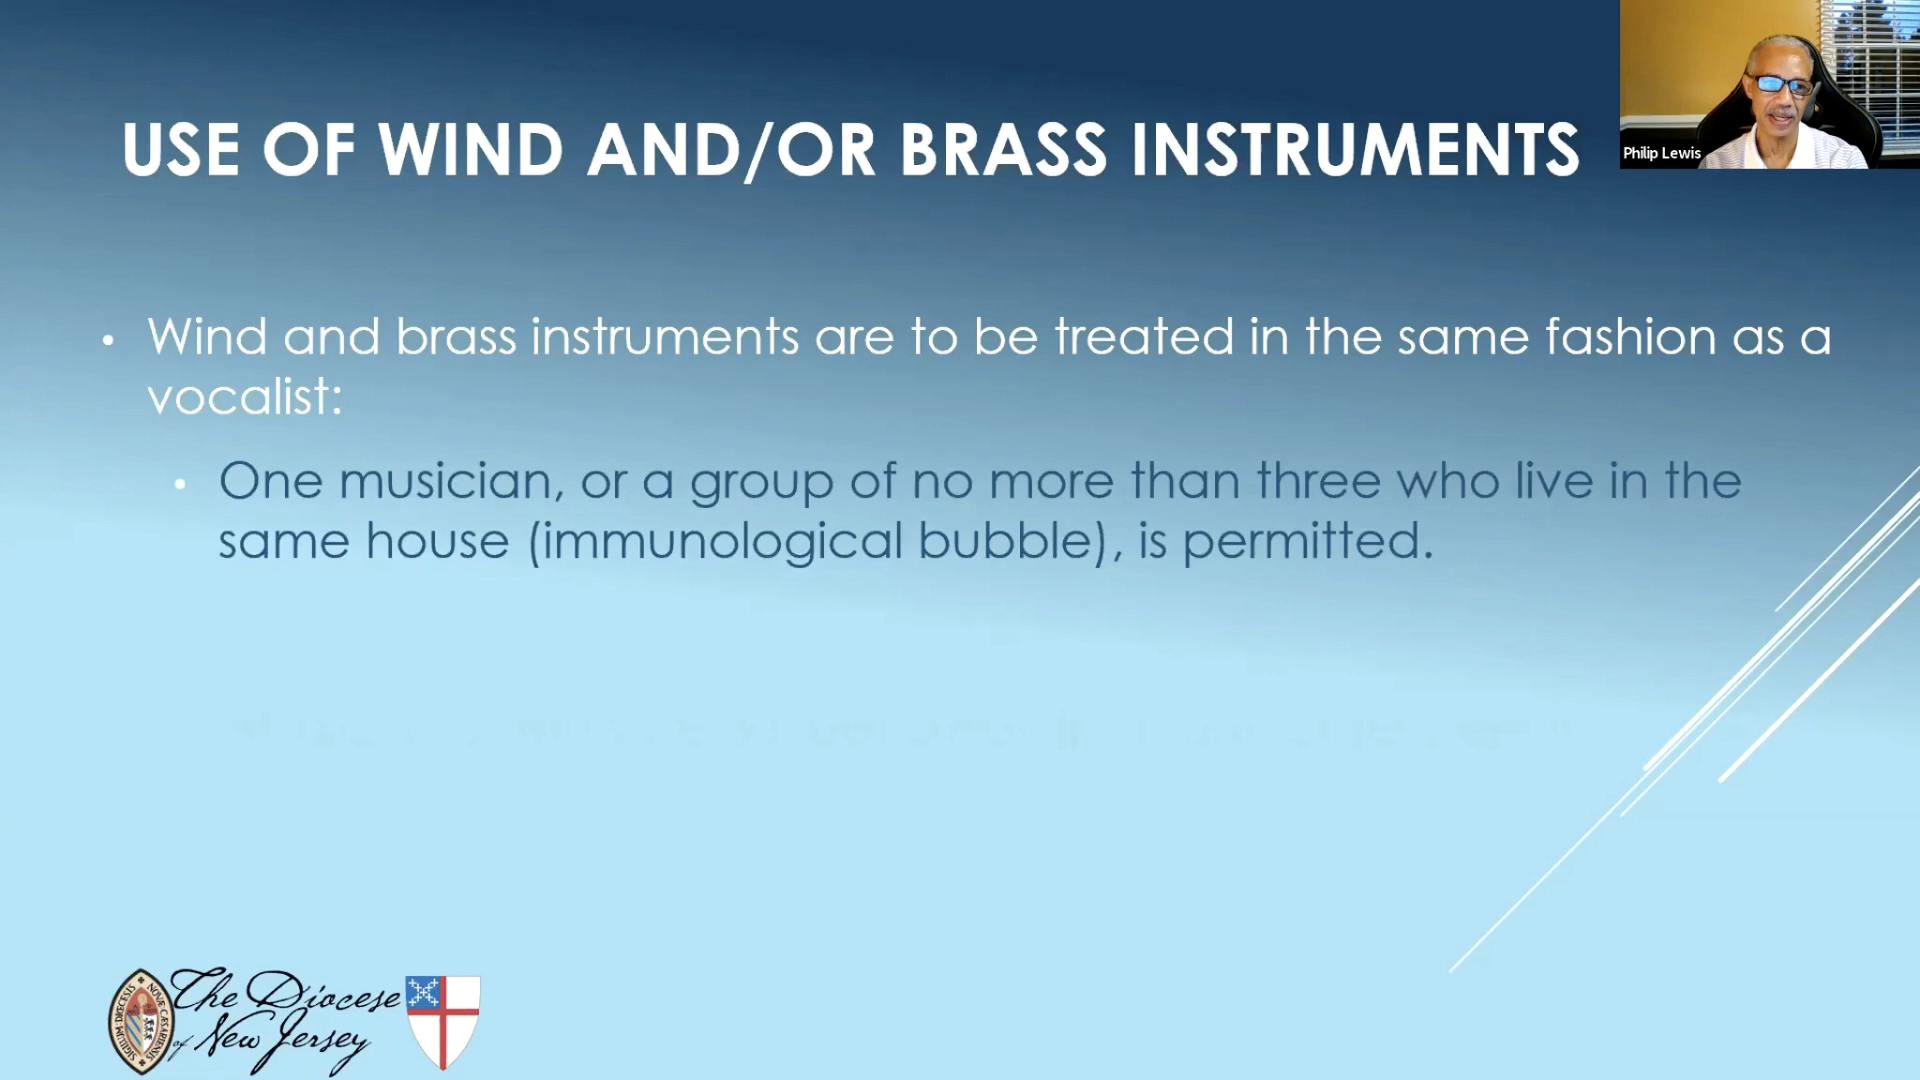 USE OF WIND AND/OR BRASS INSTRUMENTS
Philip Lewis
• Wind and brass instruments are to be treated in the same fashion as a
vocalist:
• One musician, or a group of no more than three who live in the
same house (immunological bubble), is permitted.
The Diocese
of New Jersey